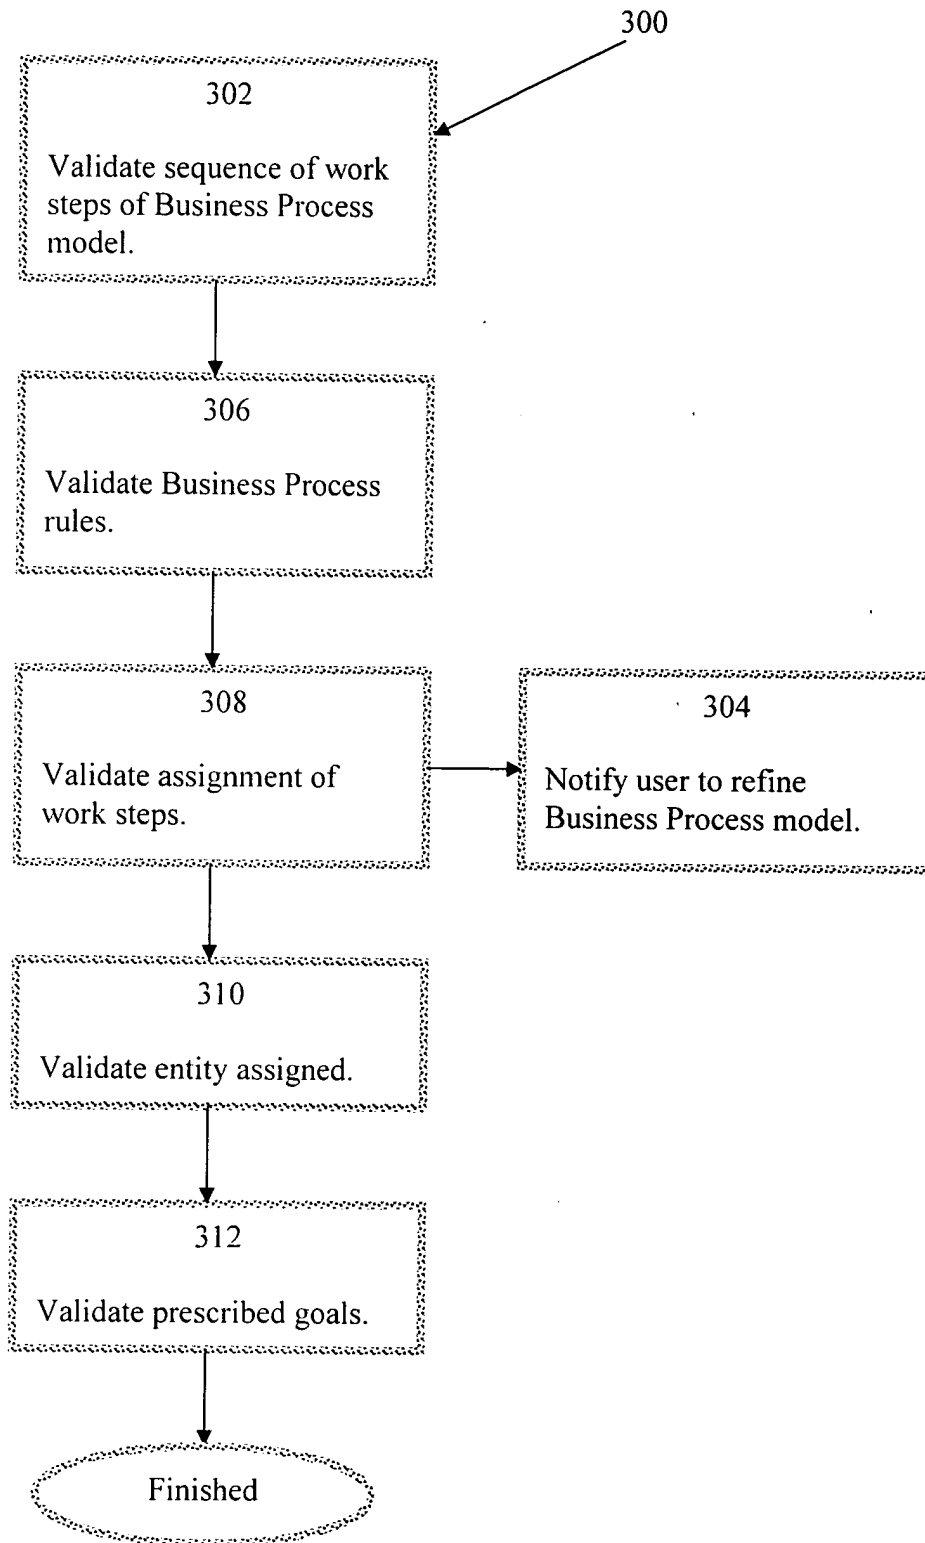 300
302
Validate sequence of work
steps of Business Process
model.
306
Validate Business Process
rules.
308
Validate assignment of
work steps.
304
Notify user to refine
Business Process model.
310
Validate entity assigned.
312
Validate prescribed goals.
Finished